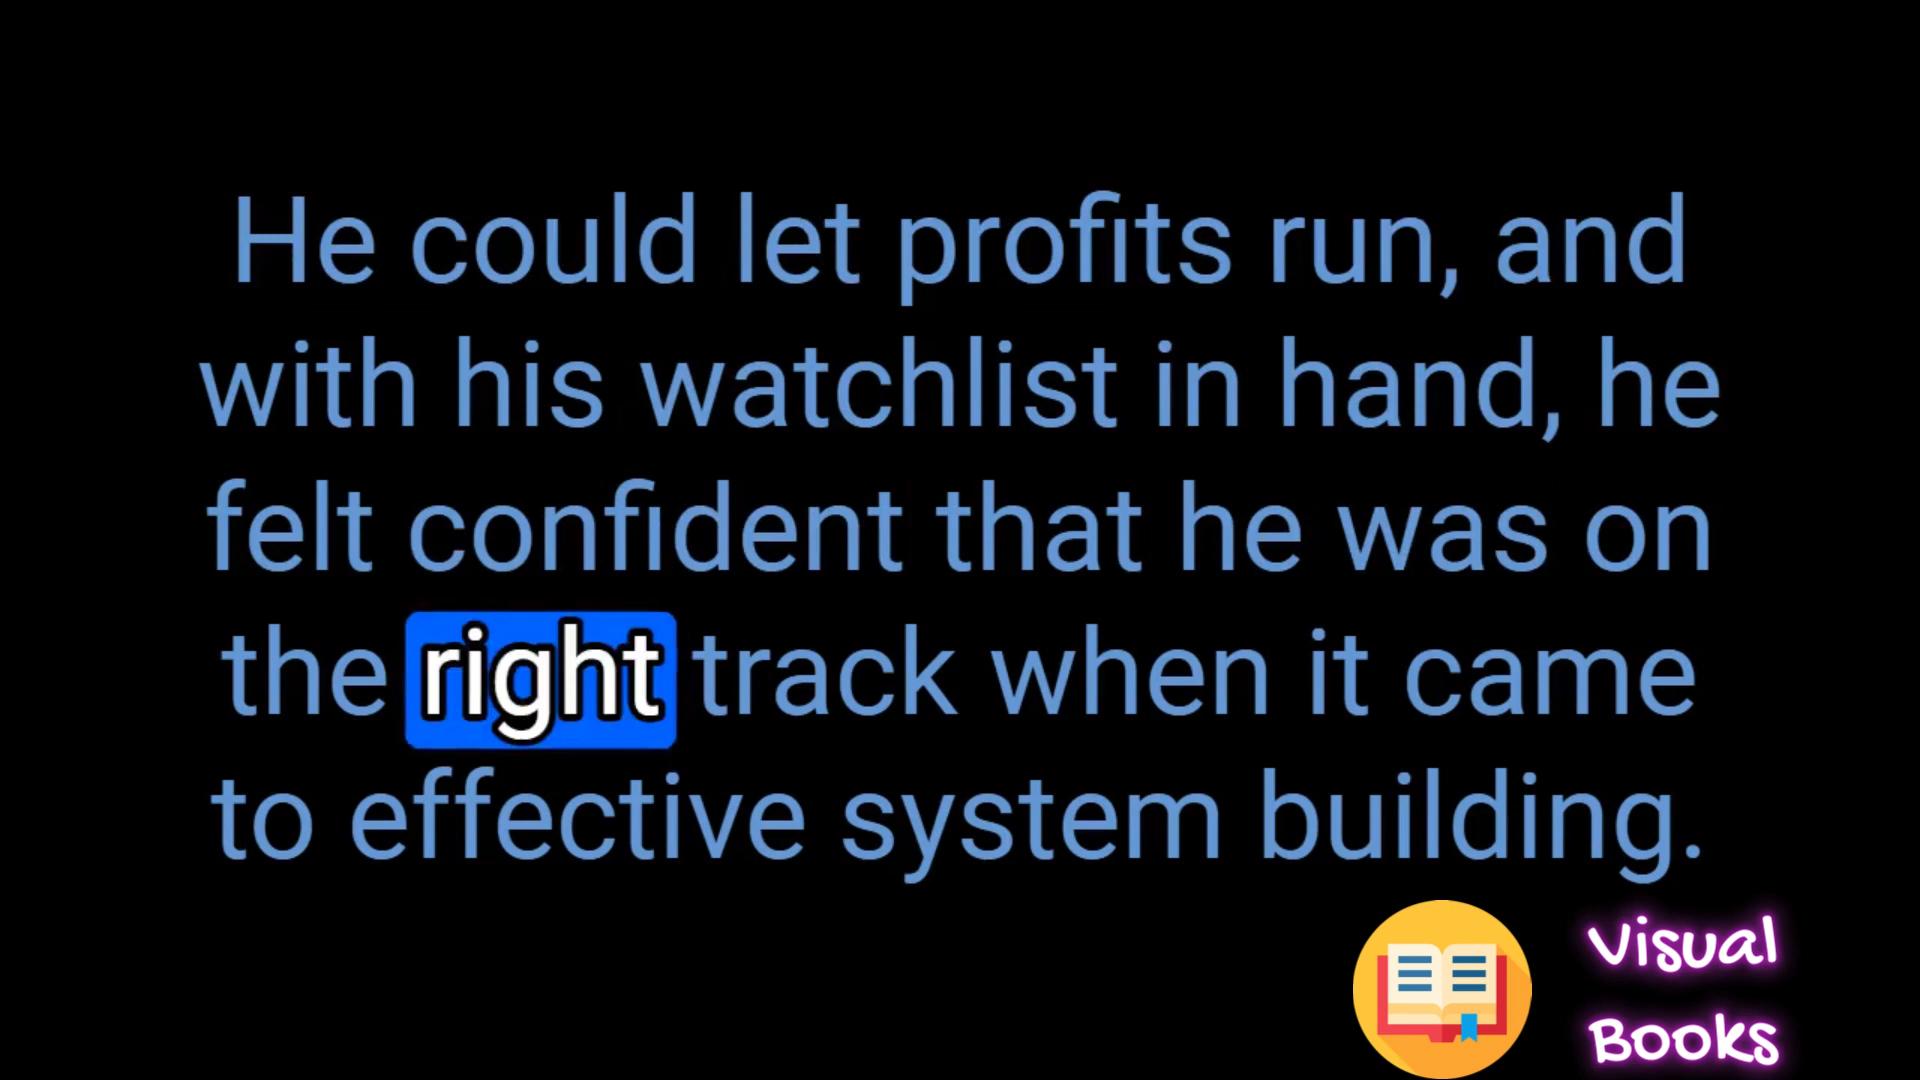 He could let profits run, and
with his watchlist in hand, he
felt confident that he was on
the right track when it came
to effective system building.
Visual
Books